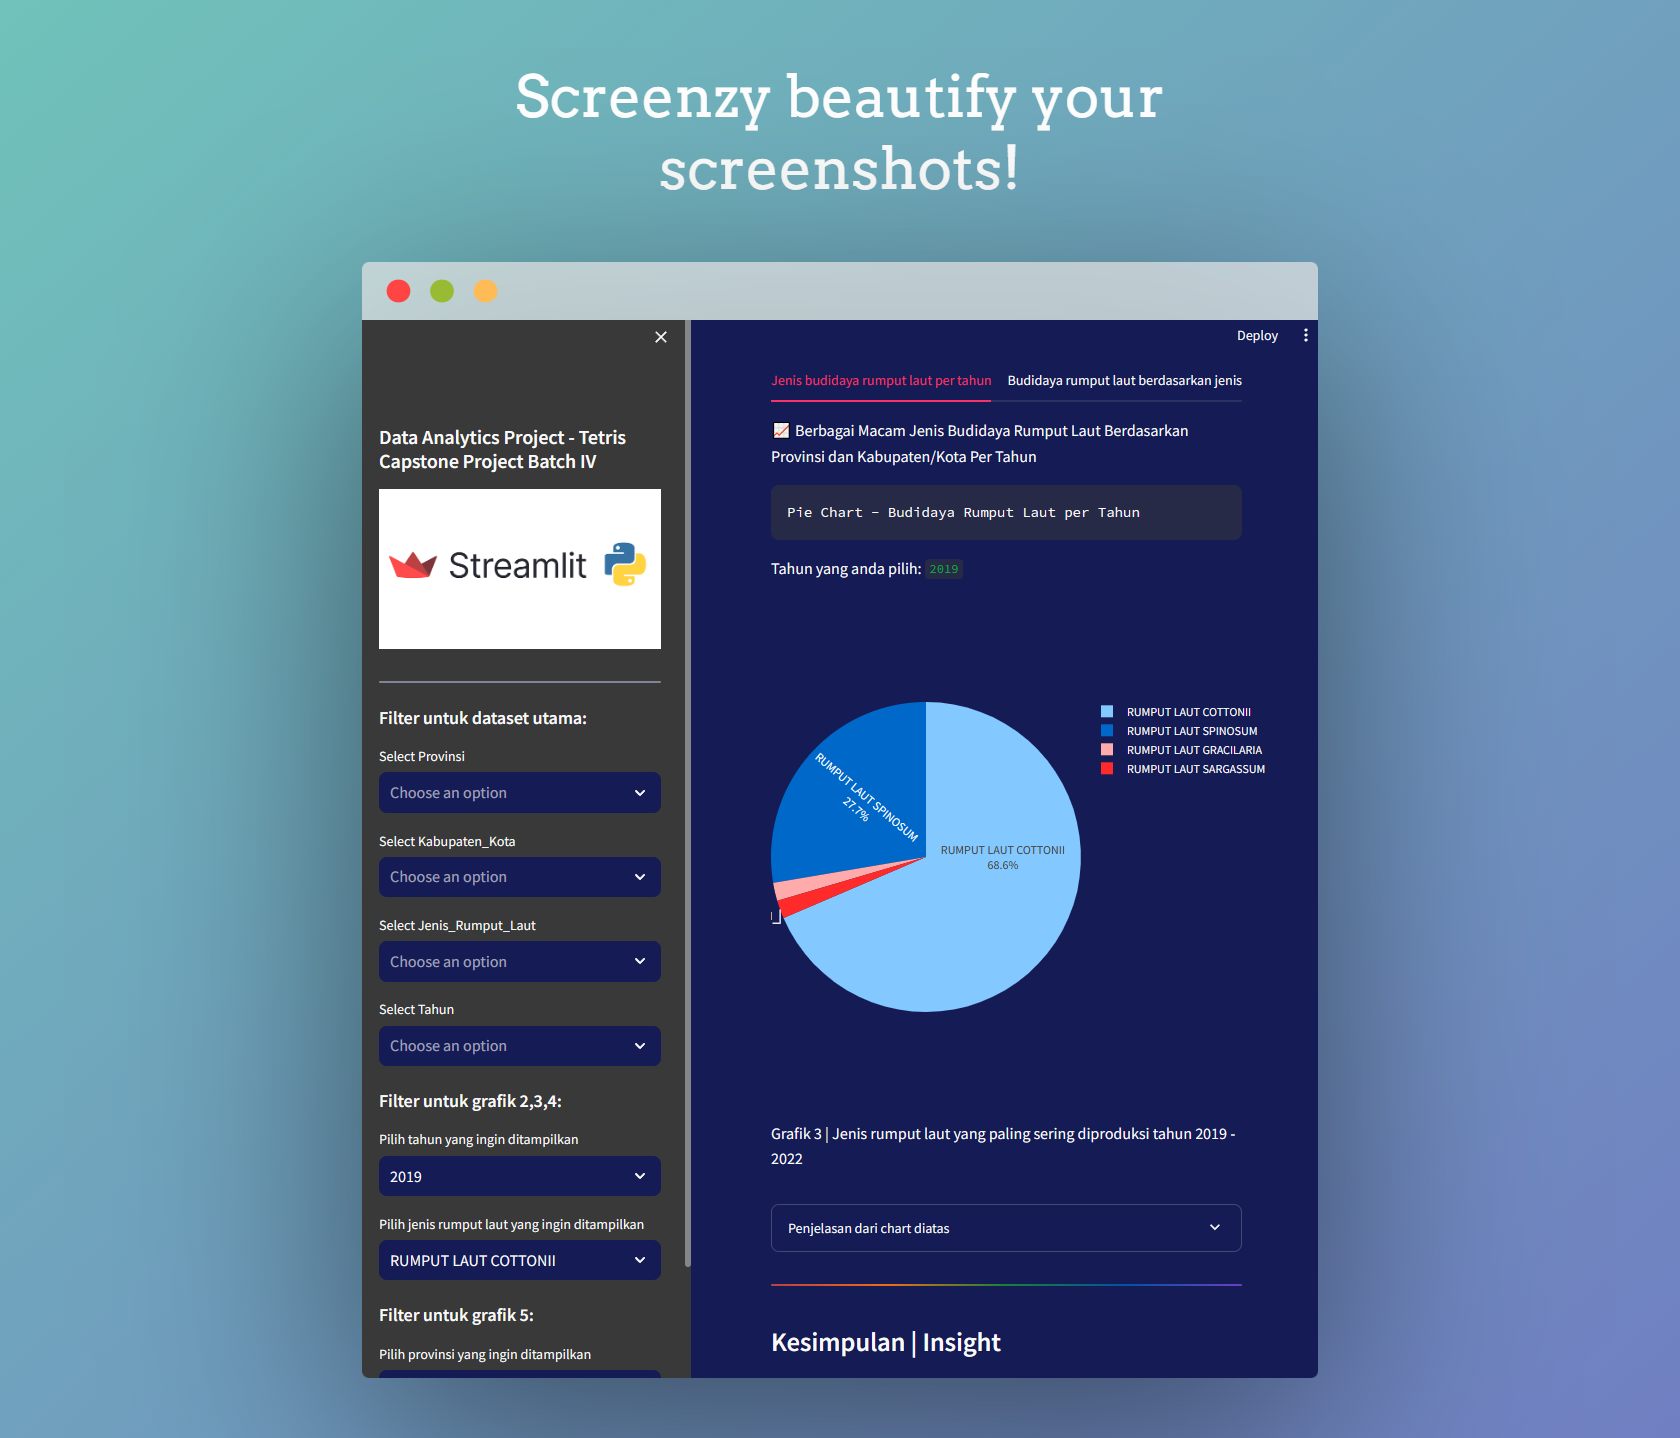 Screenzy beautify your
screenshots!
Data Analytics Project - Tetris
Capstone Project Batch IV
Streamlit
Filter untuk dataset utama:
Select Provinsi
Choose an option
Select Kabupaten_Kota
Choose an option
Select Jenis_Rumput_Laut
Choose an option
Select Tahun
Choose an option
Filter untuk grafik 2,3,4:
Pilih tahun yang ingin ditampilkan
2019
Pilih jenis rumput laut yang ingin ditampilkan
RUMPUT LAUT COTTONII
Filter untuk grafik 5:
Pilih provinsi yang ingin ditampilkan
Deploy
Jenis budidaya rumput laut per tahun
Budidaya rumput laut berdasarkan jenis
📈 Berbagai Macam Jenis Budidaya Rumput Laut Berdasarkan
Provinsi dan Kabupaten/Kota Per Tahun
Pie Chart - Budidaya Rumput Laut per Tahun
Tahun yang anda pilih: 2019
RUMPUT LAUT SPINOSUM
27.7%
RUMPUT LAUT COTTONII
68.6%
RUMPUT LAUT COTTONII
RUMPUT LAUT SPINOSUM
RUMPUT LAUT GRACILARIA
RUMPUT LAUT SARGASSUM
Grafik 3 | Jenis rumput laut yang paling sering diproduksi tahun 2019 -
2022
Penjelasan dari chart diatas
Kesimpulan | Insight